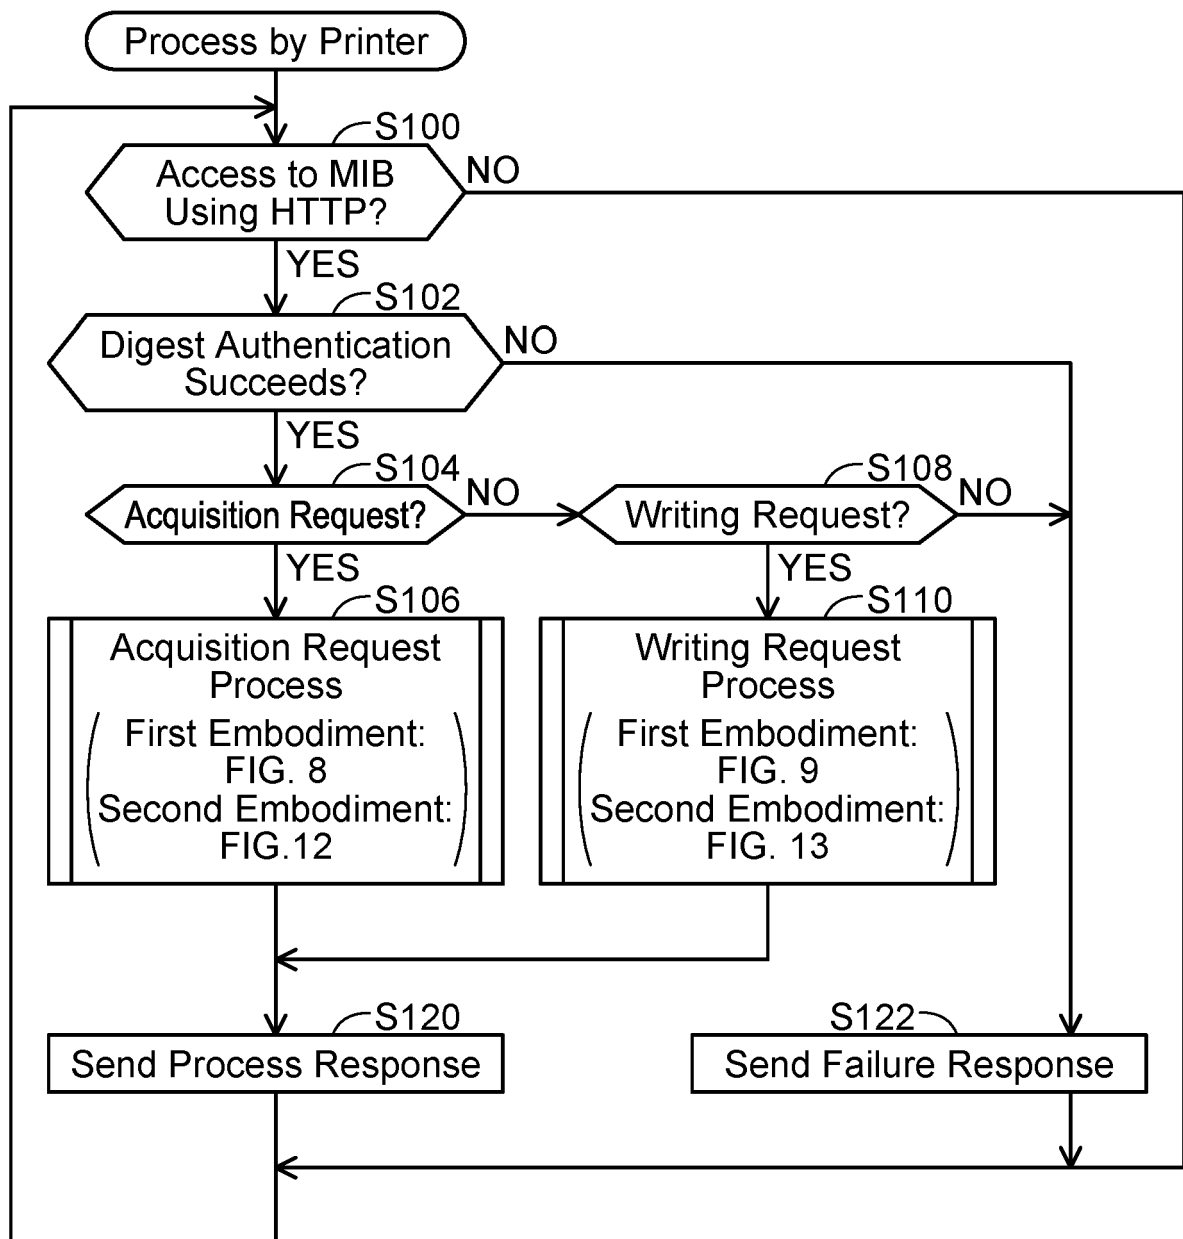 Process by Printer
S100
Access to MIB
Using HTTP?
NO
YES
S102
Digest Authentication
Succeeds?
NO
YES
S104
Acquisition Request?
NO
S108
Writing Request?
NO
YES
YES
S106
Acquisition Request
Process
First Embodiment:
FIG. 8
Second Embodiment:
FIG.12
S110
Writing Request
Process
First Embodiment:
FIG. 9
Second Embodiment:
FIG. 13
S120
Send Process Response
S122
Send Failure Response